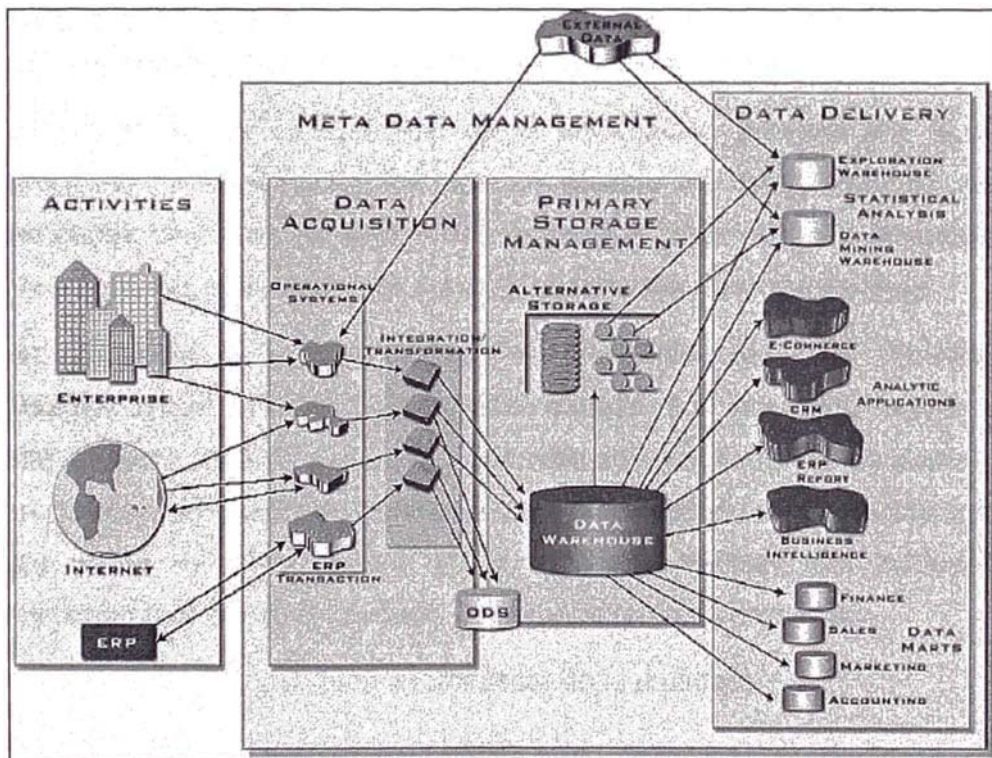 EXTERNAL
DATA
META DATA MANAGEMENT
DATA DELIVERY
EXPLORATION
WAREHOUSE
STATISTICAL
ANALYSIS
DATA
MINING
WAREHOUSE
ACTIVITIES
DATA
ACQUISITION
PRIMARY
STORAGE
MANAGEMENT
OPERATIONAL
SYSTEMS
ALTERNATIVE
STORAGE
INTEGRATION/
TRANSFORMATION
E-COMMERCE
ANALYTIC
APPLICATIONS
CRM
ENTERPRISE
ERP
REPORT
DATA
WAREHOUSE
BUSINESS
INTELLIGENCE
INTERNET
ERP
TRANSACTION
FINANCE
ODS
ERP
SALES
DATA
MARTS
MARKETING
ACCOUNTING